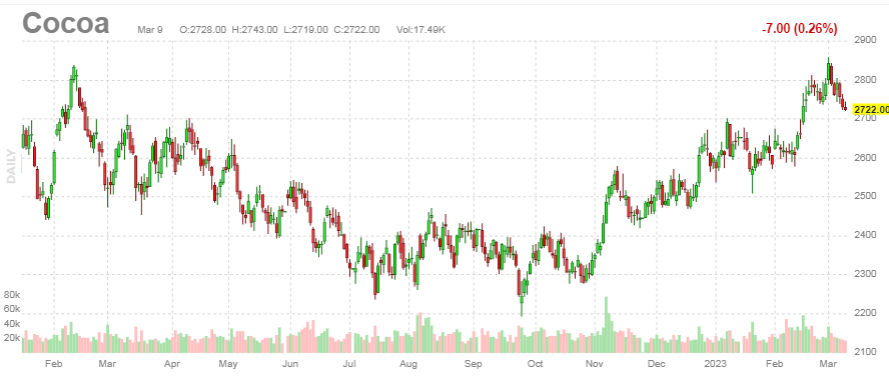 Cocoa Mar 9 O:2728.00 H:2743.00 L:2719.00 C:2722.00 Vol:17.49K -7.00 (0.26%)
2900
2800
2722.00
2700
2600
2500
2400
2300
2200
2100
DAILY
80k
60k
40k
20k
Feb Mar Apr May Jun Jul Aug Sep Oct Nov Dec 2023 Feb Mar